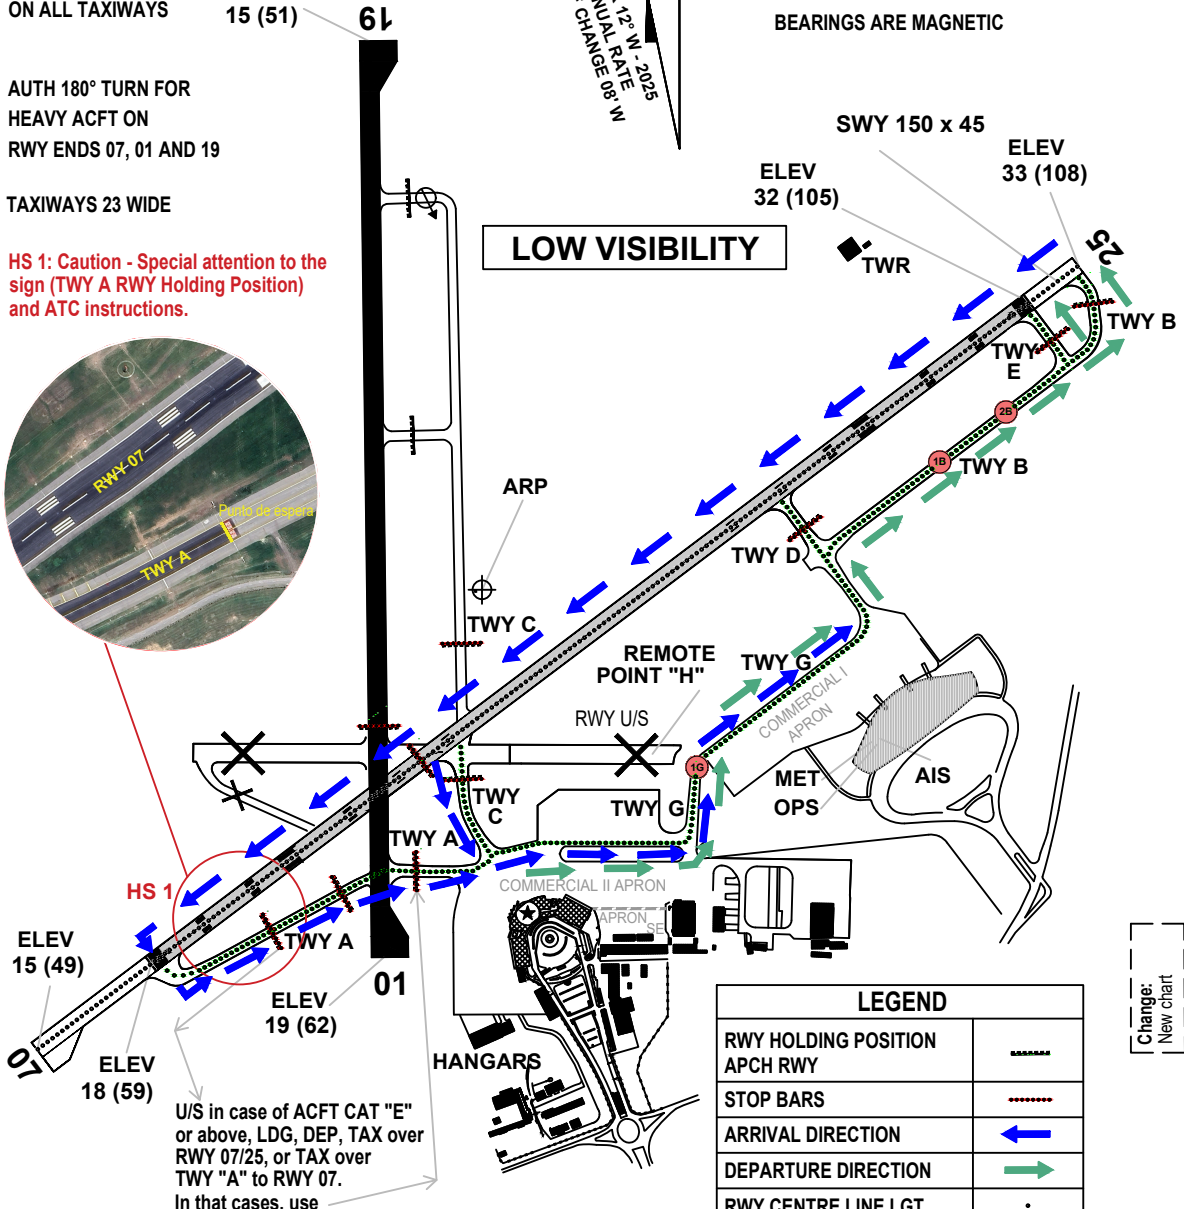 ON ALL TAXIWAYS
15 (51)
19
12° W - 2025
NUAL RATE
CHANGE 08' W
BEARINGS ARE MAGNETIC
AUTH 180° TURN FOR
HEAVY ACFT ON
RWY ENDS 07, 01 AND 19
TAXIWAYS 23 WIDE
HS 1: Caution - Special attention to the
sign (TWY A RWY Holding Position)
and ATC instructions.
LOW VISIBILITY
SWY 150 x 45
ELEV
33 (108)
ELEV
32 (105)
TWR
25
TWY B
TWY
E
2B
1B
TWY B
RWY 07
Punto de espera
TWY A
ARP
TWY D
TWY C
REMOTE
POINT "H"
TWY G
COMMERCIAL I
APRON
RWY U/S
1G
MET
OPS
AIS
TWY
C
TWY G
TWY A
COMMERCIAL II APRON
APRON
SE
HS 1
TWY A
ELEV
15 (49)
01
ELEV
19 (62)
07
ELEV
18 (59)
HANGARS
U/S in case of ACFT CAT "E"
or above, LDG, DEP, TAX over
RWY 07/25, or TAX over
TWY "A" to RWY 07.
In that cases, use
LEGEND
RWY HOLDING POSITION
APCH RWY
STOP BARS
ARRIVAL DIRECTION
DEPARTURE DIRECTION
RWY CENTRE LINE LGT
Change:
New chart